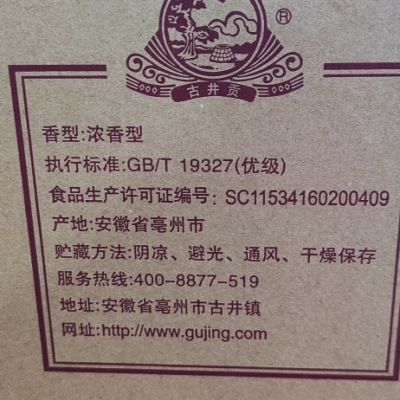 ®
古井贡
香型:浓香型
执行标准:GB/T 19327(优级)
食品生产许可证编号: SC11534160200409
产地:安徽省亳州市
贮藏方法:阴凉、避光、通风、干燥保存
服务热线:400-8877-519
地址:安徽省亳州市古井镇
网址:http://www.gujing.com